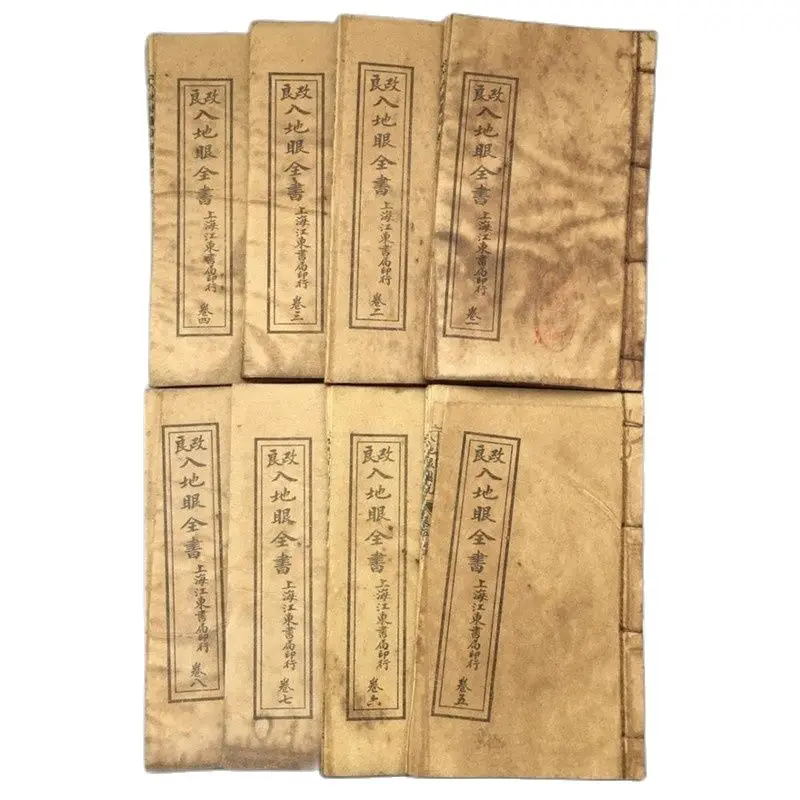 改良
入地眼全書
上海江東書局印行
卷一
改良
入地眼全書
上海江東書局印行
卷二
改良
入地眼全書
上海江東書局印行
卷三
改良
入地眼全書
上海江東書局印行
卷四
改良
入地眼全書
上海江東書局印行
卷五
改良
入地眼全書
上海江東書局印行
卷六
改良
入地眼全書
上海江東書局印行
卷七
改良
入地眼全書
上海江東書局印行
卷八